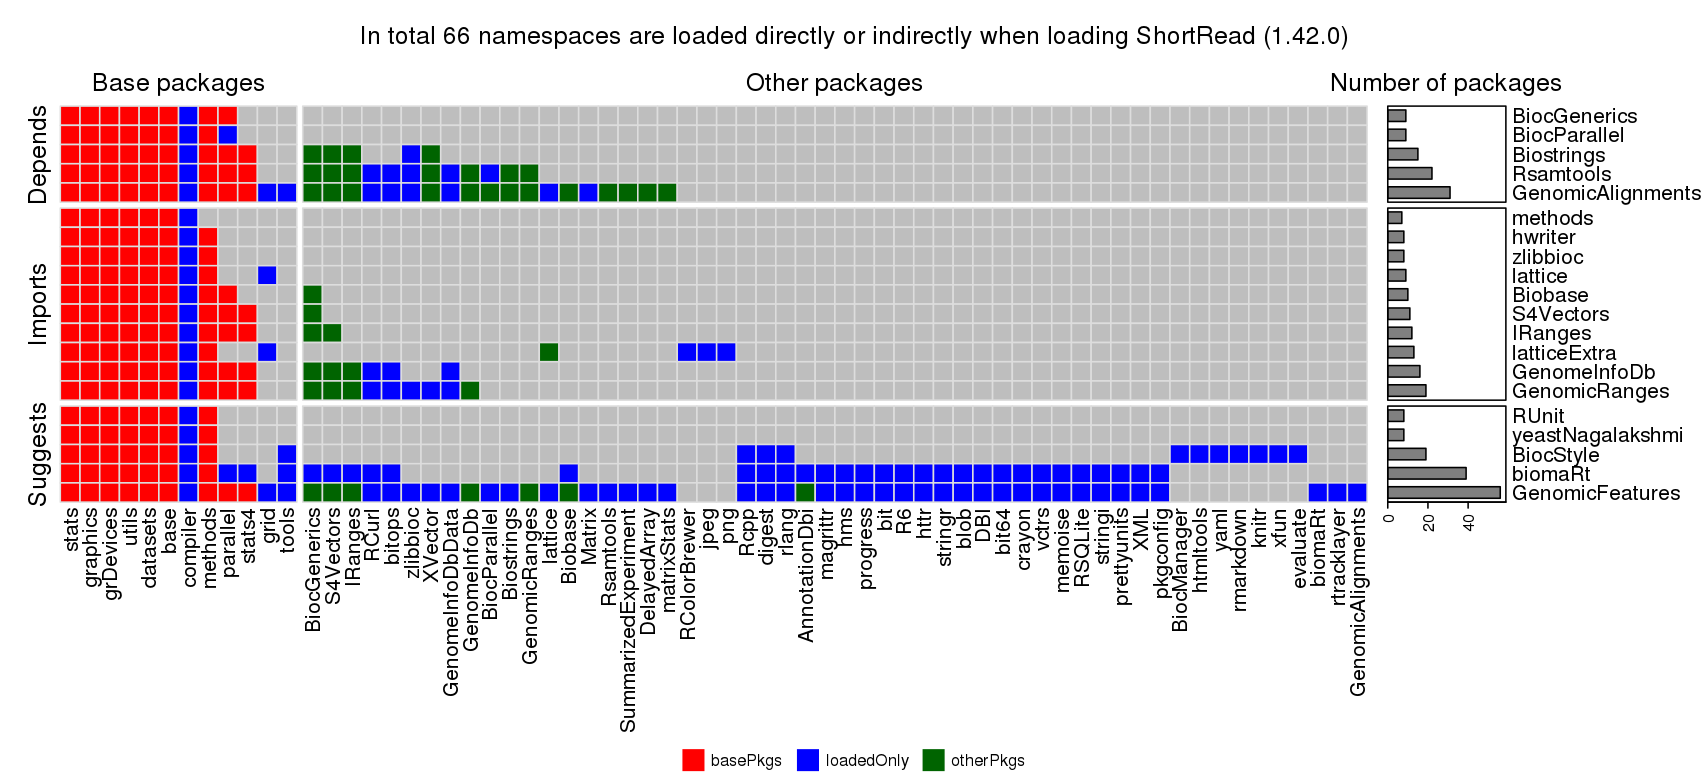 In total 66 namespaces are loaded directly or indirectly when loading ShortRead (1.42.0)
Base packages
Other packages
Number of packages
Depends
BiocGenerics
BiocParallel
Biostrings
Rsamtools
GenomicAlignments
Imports
methods
hwriter
zlibbioc
lattice
Biobase
S4Vectors
IRanges
latticeExtra
GenomeInfoDb
GenomicRanges
Suggests
RUnit
yeastNagalakshmi
BiocStyle
biomaRt
GenomicFeatures
0
20
40
stats
graphics
grDevices
utils
datasets
base
compiler
methods
parallel
stats4
grid
tools
BiocGenerics
S4Vectors
IRanges
RCurl
bitops
zlibbioc
XVector
GenomeInfoDbData
GenomeInfoDb
BiocParallel
Biostrings
GenomicRanges
lattice
Biobase
Matrix
Rsamtools
SummarizedExperiment
DelayedArray
matrixStats
RColorBrewer
jpeg
png
Rcpp
digest
rlang
AnnotationDbi
magrittr
hms
progress
bit
R6
httr
stringr
blob
DBI
bit64
crayon
vctrs
memoise
RSQLite
stringi
prettyunits
XML
pkgconfig
BiocManager
htmltools
yaml
rmarkdown
knitr
xfun
evaluate
biomaRt
rtracklayer
GenomicAlignments
basePkgs
loadedOnly
otherPkgs